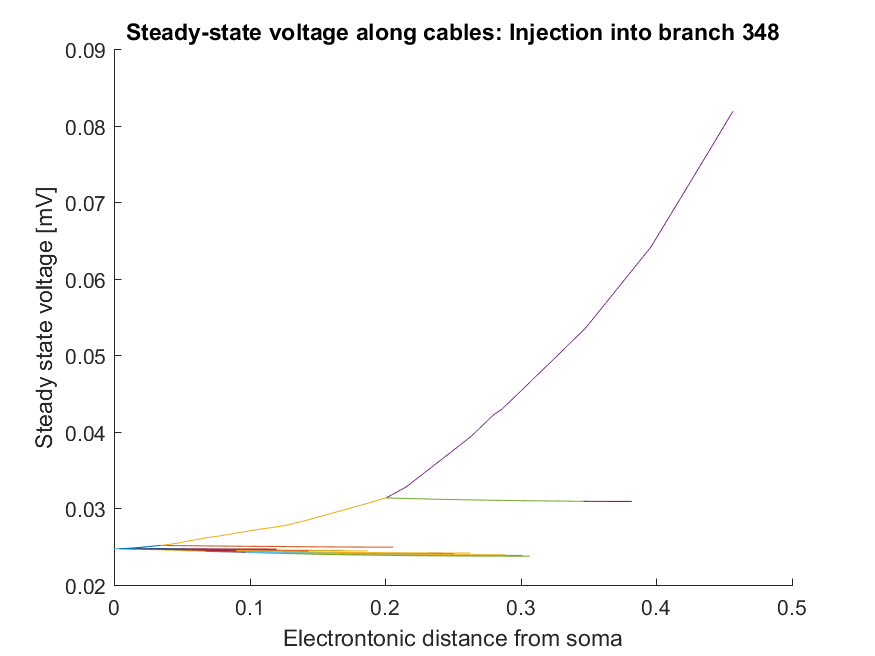 Steady-state voltage along cables: Injection into branch 348
0.09
0.08
0.07
0.06
0.05
0.04
0.03
0.02
Steady state voltage [mV]
0 0.1 0.2 0.3 0.4 0.5
Electrontonic distance from soma